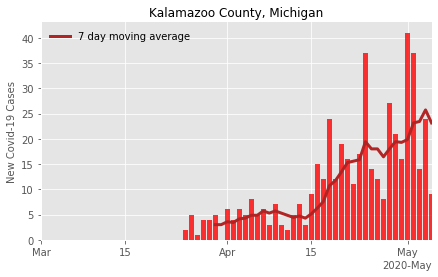 Kalamazoo County, Michigan
7 day moving average
New Covid-19 Cases
40
35
30
25
20
15
10
5
0
Mar 15 Apr 15 May
2020-May